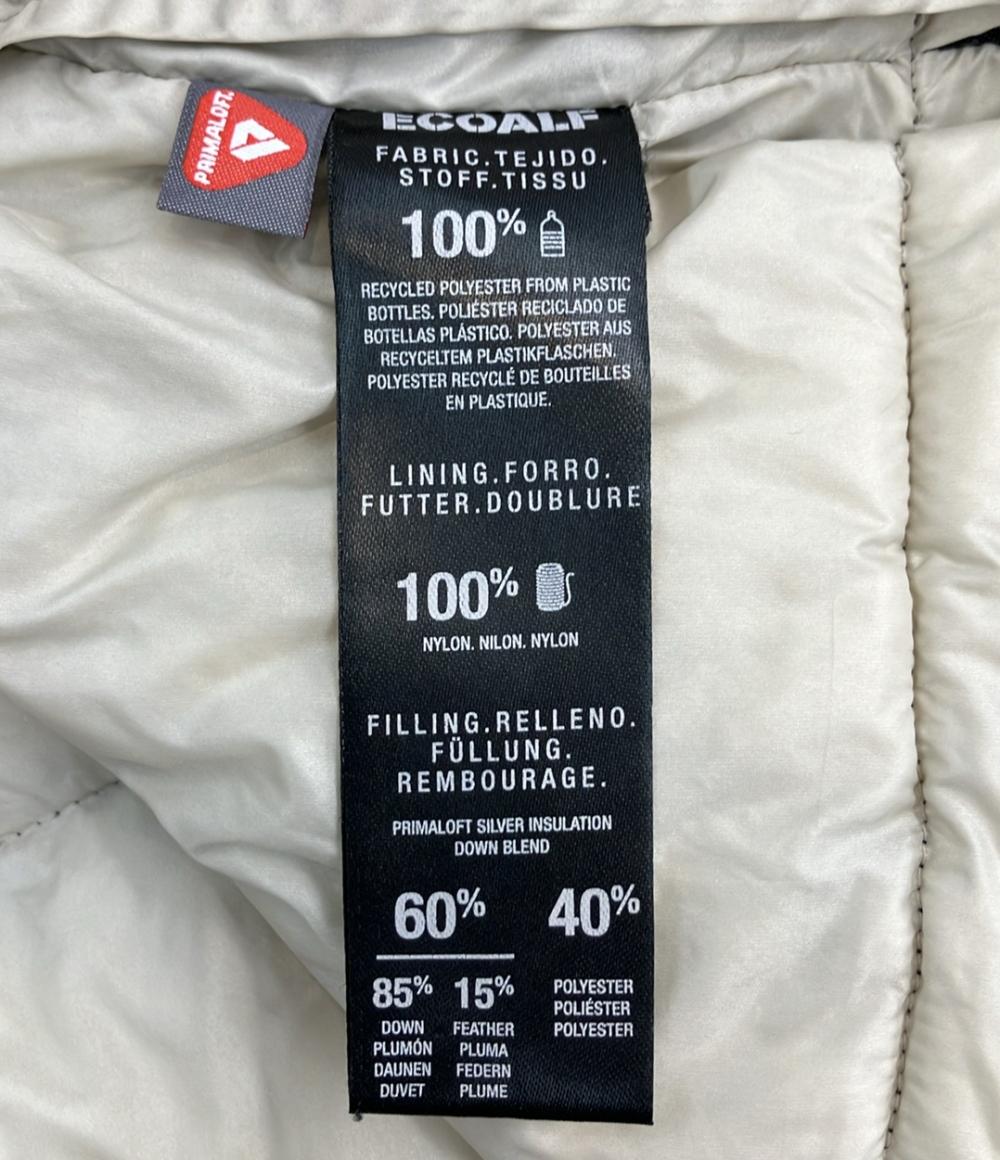 PRIMALOFT.
ECOALF
FABRIC.TEJIDO.
STOFF.TISSU
100%
RECYCLED POLYESTER FROM PLASTIC
BOTTLES. POLIÉSTER RECICLADO DE
BOTELLAS PLÁSTICO. POLYESTER AUS
RECYCELTEM PLASTIKFLASCHEN.
POLYESTER RECYCLÉ DE BOUTEILLES
EN PLASTIQUE.
LINING.FORRO.
FUTTER.DOUBLURE
100%
NYLON. NILON. NYLON
FILLING.RELLENO.
FÜLLUNG.
REMBOURAGE.
PRIMALOFT SILVER INSULATION
DOWN BLEND
60% 40%
85% 15%
DOWN FEATHER POLYESTER
PLUMÓN PLUMA POLIÉSTER
DAUNEN FEDERN POLYESTER
DUVET PLUME